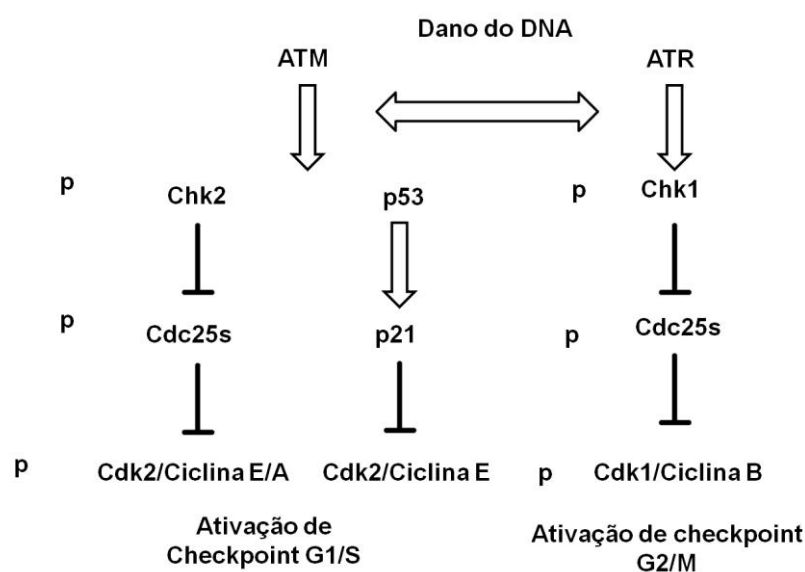 Dano do DNA
ATM ATR
p Chk2 p53 p Chk1
p Cdc25s p21 p Cdc25s
p Cdk2/Ciclina E/A Cdk2/Ciclina E p Cdk1/Ciclina B
Ativação de
Checkpoint G1/S
Ativação de checkpoint
G2/M